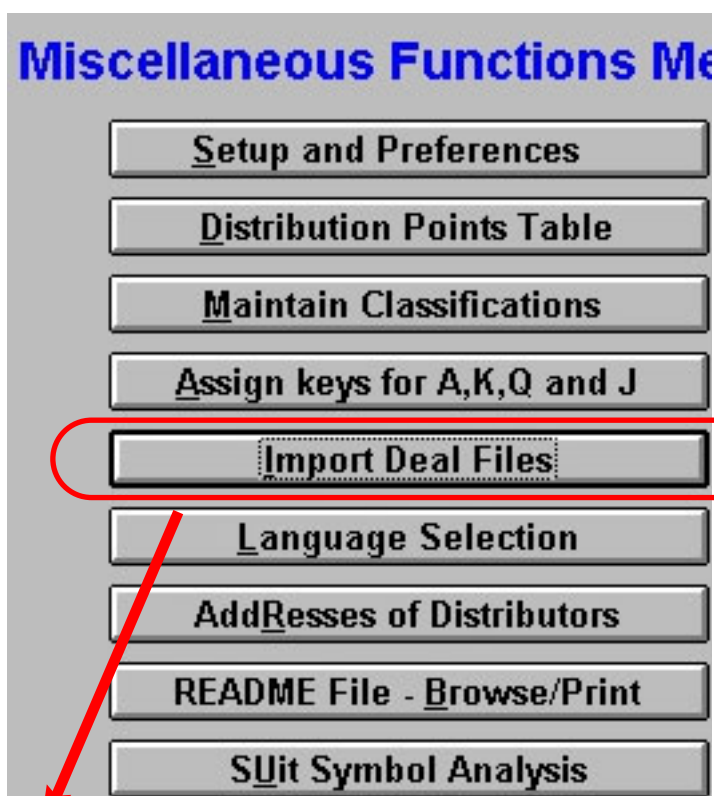 Miscellaneous Functions Me
Setup and Preferences
Distribution Points Table
Maintain Classifications
Assign keys for A,K,Q and J
Import Deal Files
Language Selection
AddResses of Distributors
README File - Browse/Print
SUit Symbol Analysis